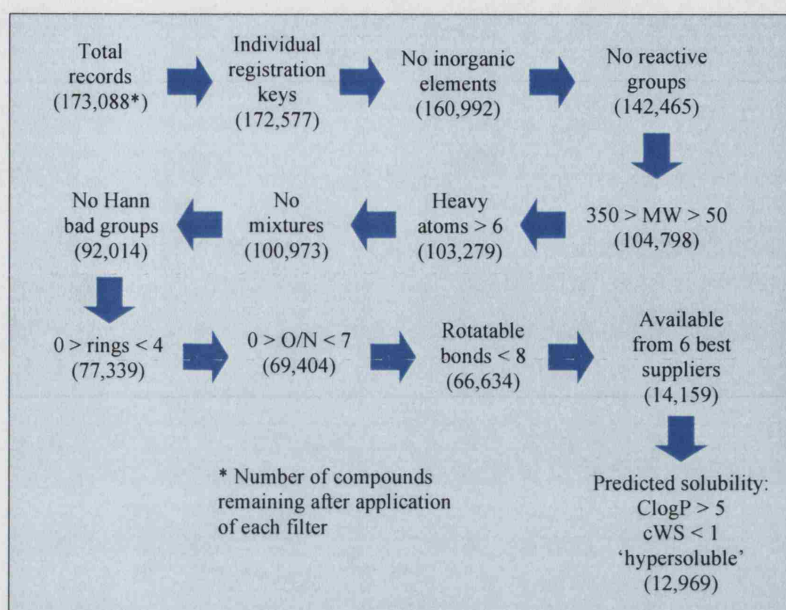 Total
records
(173,088*)
Individual
registration
keys
(172,577)
No inorganic
elements
(160,992)
No reactive
groups
(142,465)
350 > MW > 50
(104,798)
Heavy
atoms > 6
(103,279)
No
mixtures
(100,973)
No Hann
bad groups
(92,014)
0 > rings < 4
(77,339)
0 > O/N < 7
(69,404)
Rotatable
bonds < 8
(66,634)
Available
from 6 best
suppliers
(14,159)
Predicted solubility:
ClogP > 5
cWS < 1
'hypersoluble'
(12,969)
* Number of compounds
remaining after application
of each filter